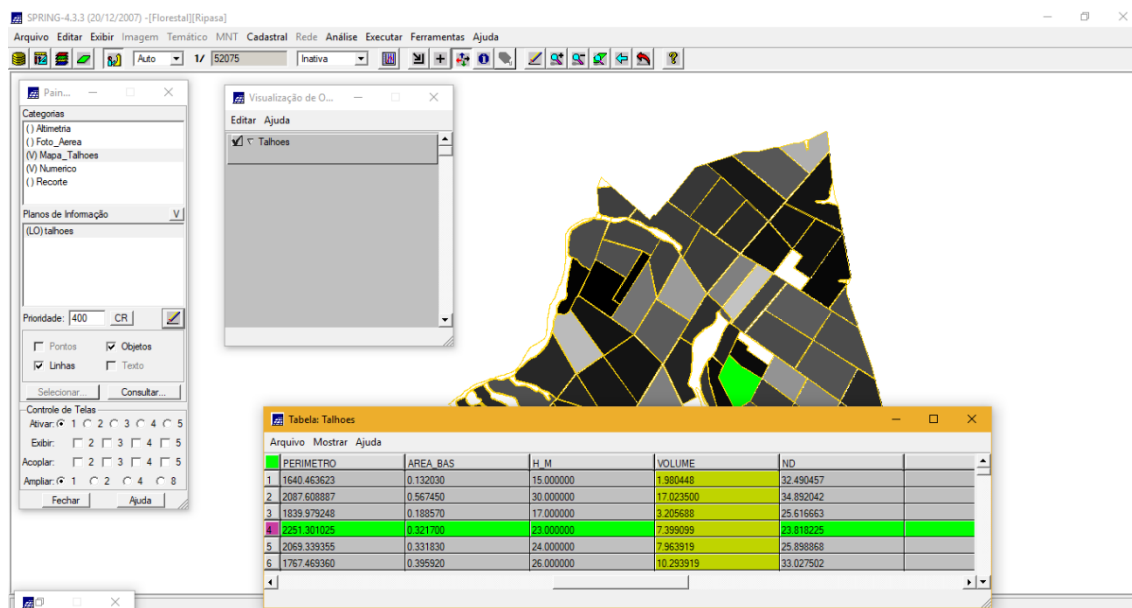 SPRING-4.3.3 (20/12/2007) -[Florestal][Ripasa]
Arquivo Editar Exibir Imagem Temático MNT Cadastral Rede Análise Executar Ferramentas Ajuda
Auto 1/ 52075 Inativa
Pain...
Categorias
( ) Altimetria
( ) Foto_Aerea
(V) Mapa_Talhoes
(V) Numerico
( ) Recorte
Planos de Informação V
(LO) talhoes
Prioridade: 400 CR
Pontos Objetos
Linhas Texto
Selecionar... Consultar...
Controle de Telas
Ativar: 1 2 3 4 5
Exibir: 2 3 4 5
Acoplar: 2 3 4 5
Ampliar: 1 2 4 8
Fechar Ajuda
Visualização de O...
Editar Ajuda
Talhoes
Tabela: Talhoes
Arquivo Mostrar Ajuda
PERIMETRO AREA_BAS H_M VOLUME ND
1 1640.463623 0.132030 15.000000 1.980448 32.490457
2 2087.608887 0.567450 30.000000 17.023500 34.892042
3 1839.979248 0.188570 17.000000 3.205688 25.616663
4 2251.301025 0.321700 23.000000 7.399099 23.818225
5 2069.339355 0.331830 24.000000 7.963919 25.898868
6 1767.469360 0.395920 26.000000 10.293919 33.027502